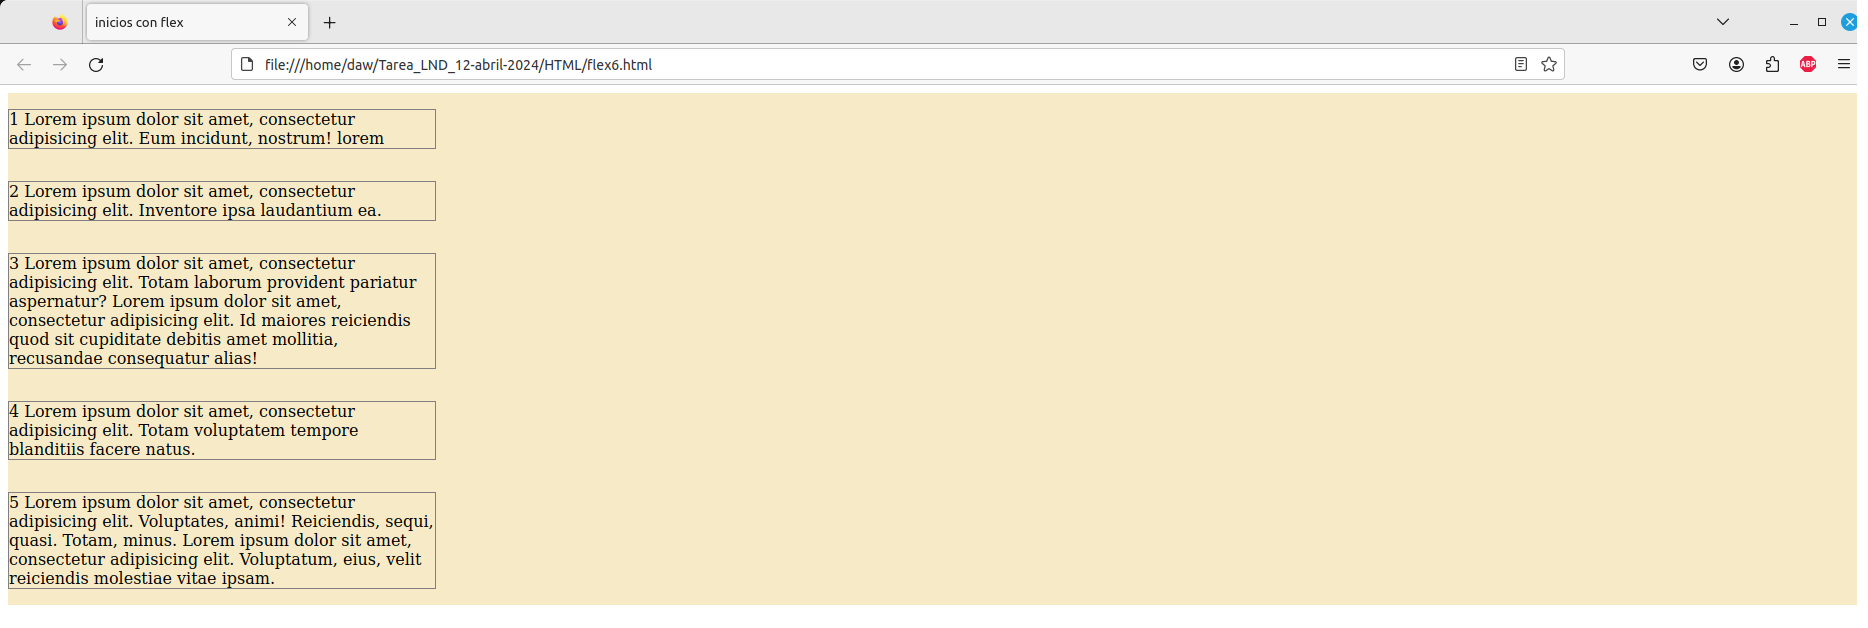 inicios con flex
file:///home/daw/Tarea_LND_12-abril-2024/HTML/flex6.html
ABP
1 Lorem ipsum dolor sit amet, consectetur
adipisicing elit. Eum incidunt, nostrum! lorem
2 Lorem ipsum dolor sit amet, consectetur
adipisicing elit. Inventore ipsa laudantium ea.
3 Lorem ipsum dolor sit amet, consectetur
adipisicing elit. Totam laborum provident pariatur
aspernatur? Lorem ipsum dolor sit amet,
consectetur adipisicing elit. Id maiores reiciendis
quod sit cupiditate debitis amet mollitia,
recusandae consequatur alias!
4 Lorem ipsum dolor sit amet, consectetur
adipisicing elit. Totam voluptatem tempore
blanditiis facere natus.
5 Lorem ipsum dolor sit amet, consectetur
adipisicing elit. Voluptates, animi! Reiciendis, sequi,
quasi. Totam, minus. Lorem ipsum dolor sit amet,
consectetur adipisicing elit. Voluptatum, eius, velit
reiciendis molestiae vitae ipsam.